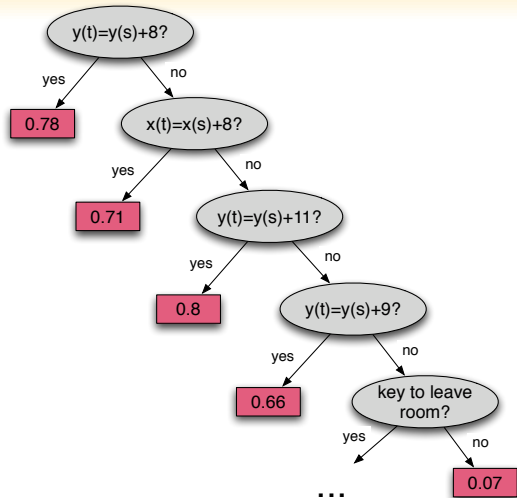 y(t)=y(s)+8?
yes
no
0.78
x(t)=x(s)+8?
yes
no
0.71
y(t)=y(s)+11?
yes
no
0.8
y(t)=y(s)+9?
yes
no
0.66
key to leave
room?
yes
no
...
0.07